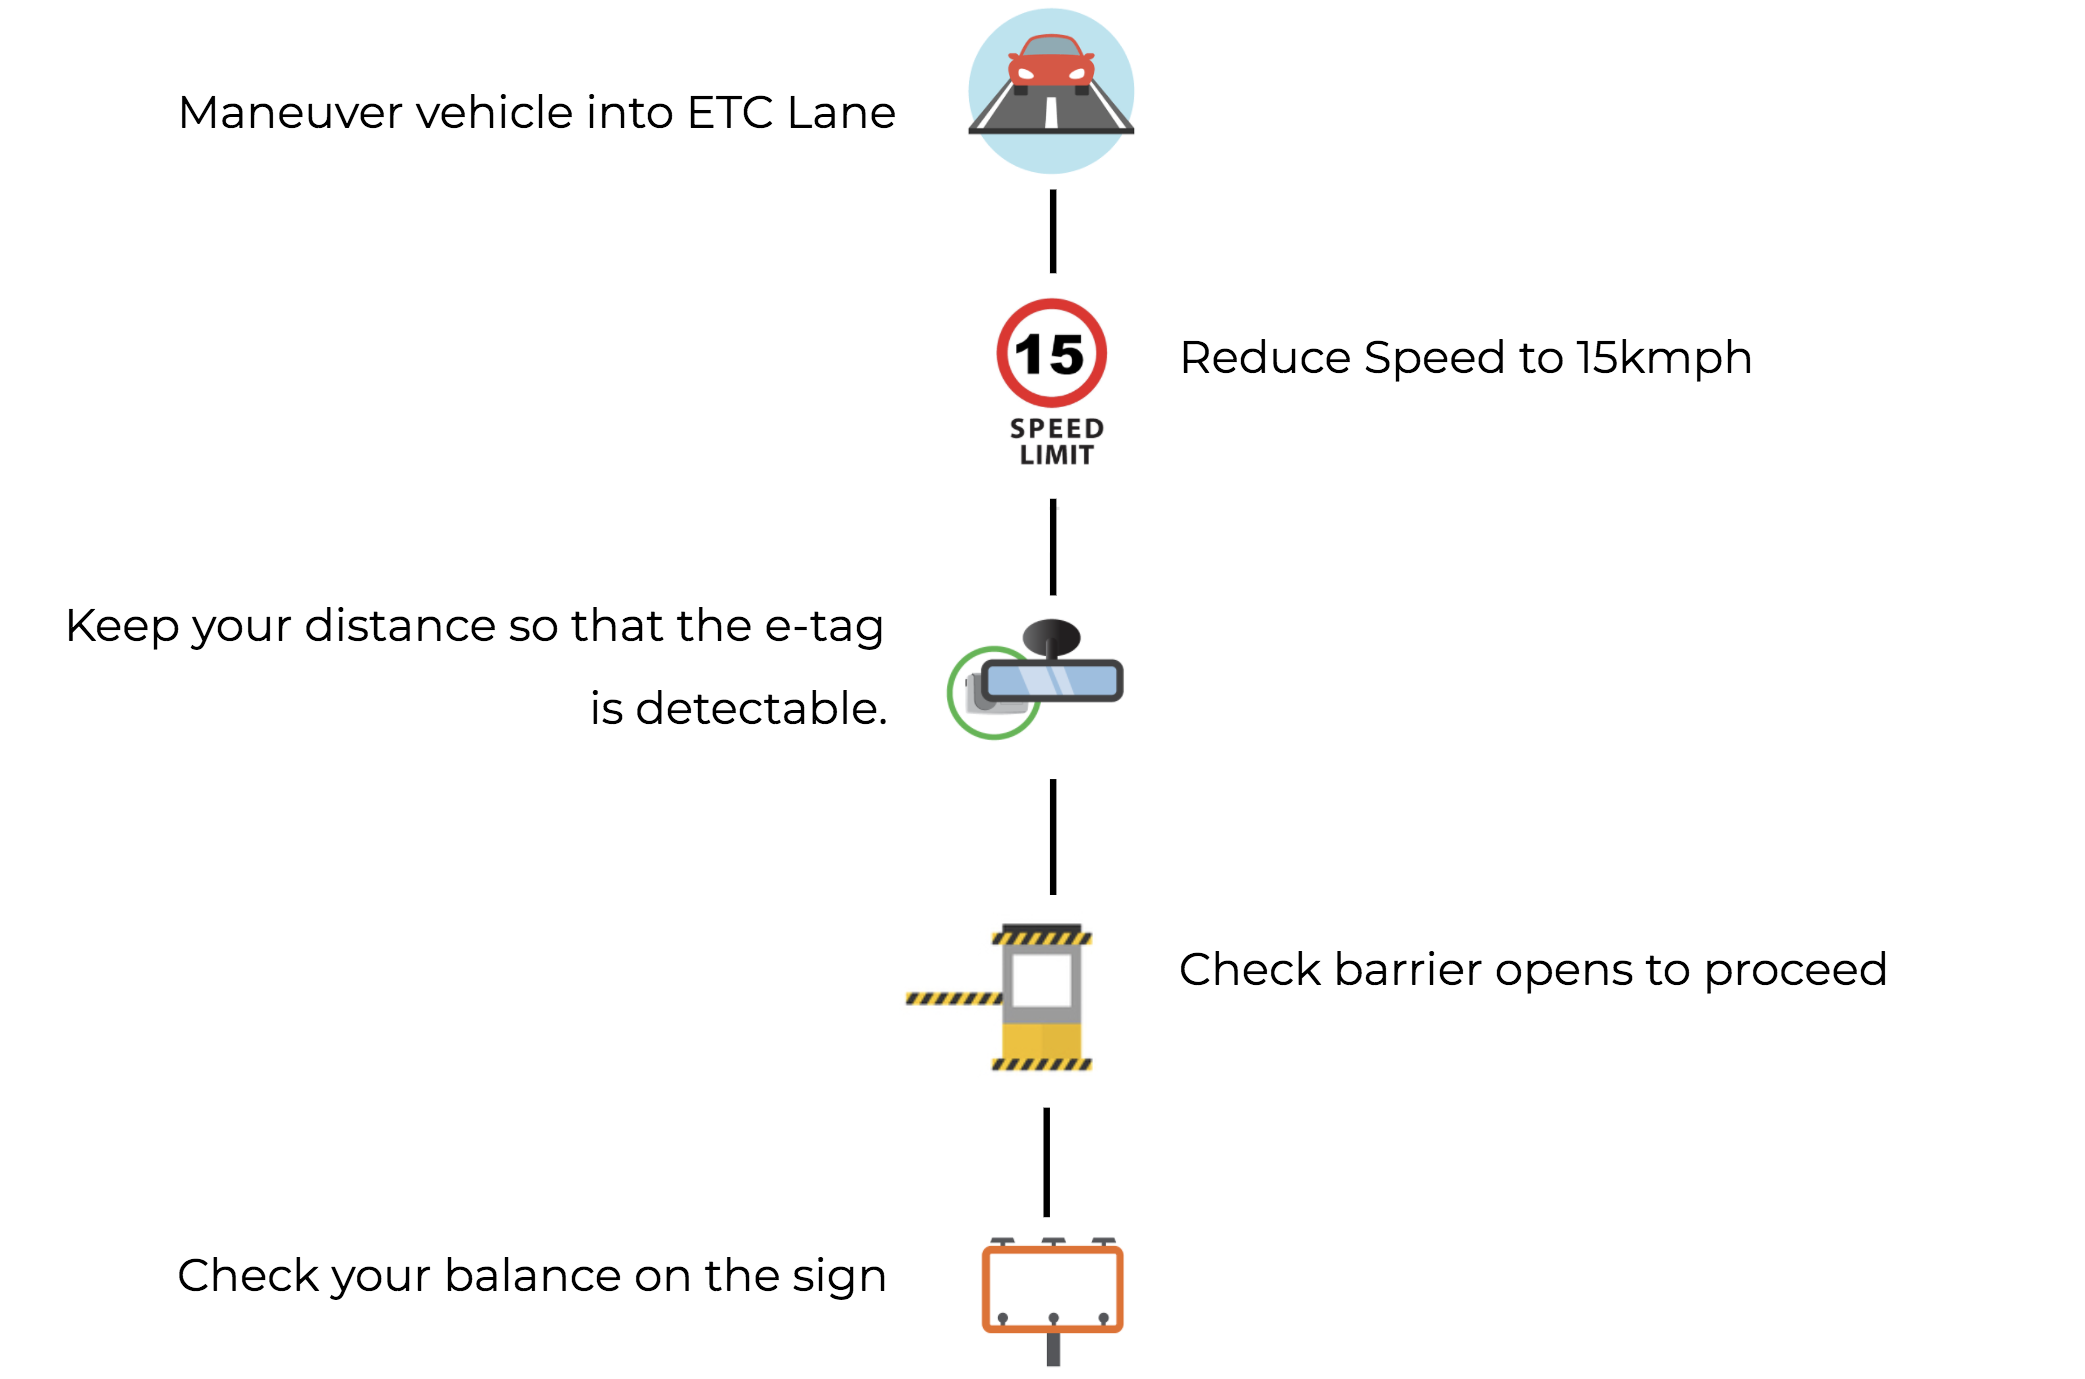 Maneuver vehicle into ETC Lane
15
SPEED
LIMIT
Reduce Speed to 15kmph
Keep your distance so that the e-tag
is detectable.
Check barrier opens to proceed
Check your balance on the sign